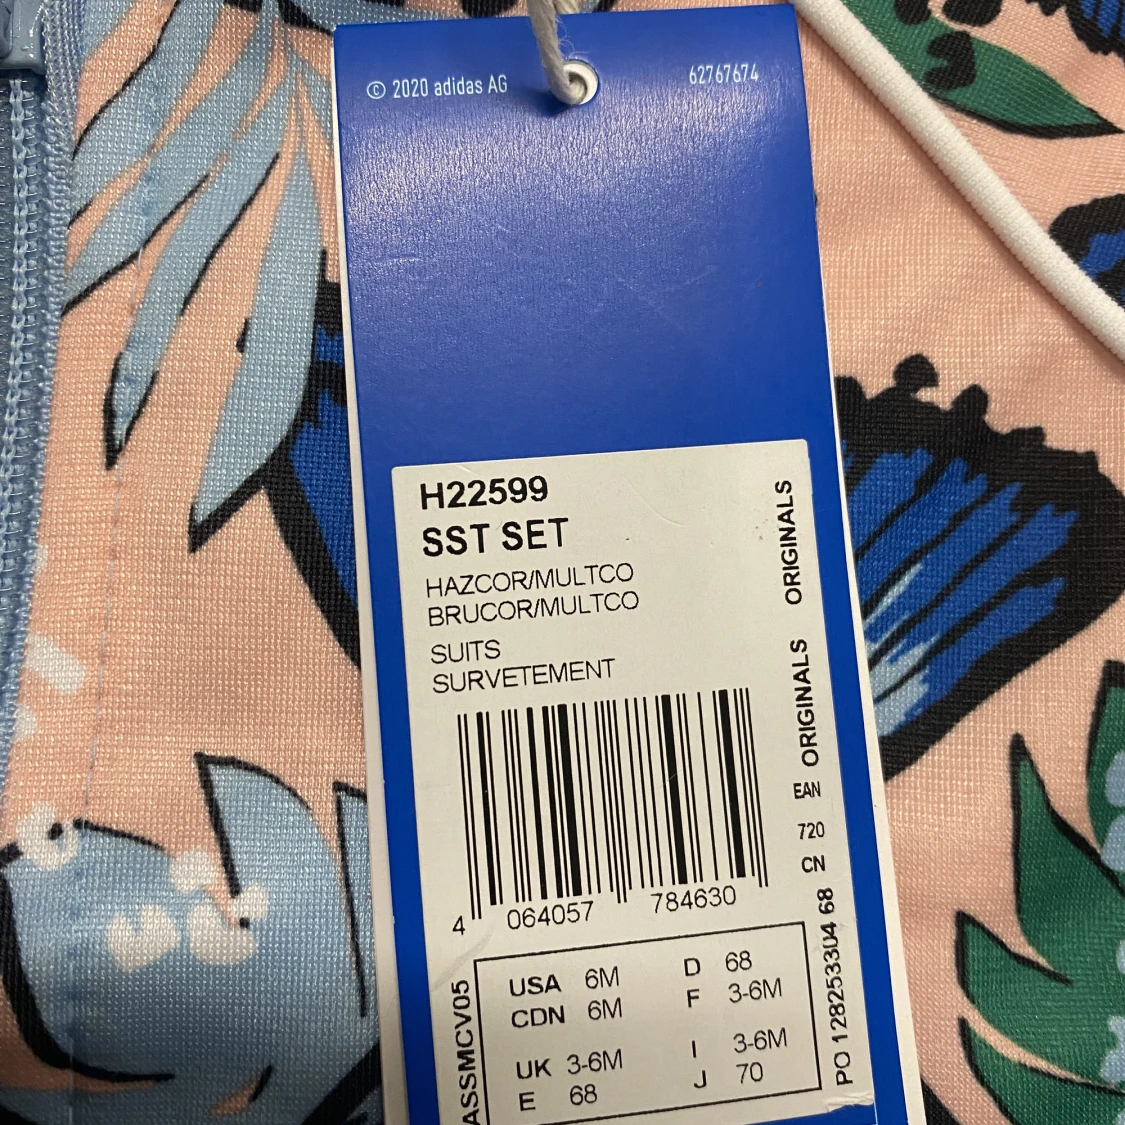 © 2020 adidas AG
62767674
H22599
SST SET
HAZCOR/MULTCO
BRUCOR/MULTCO
SUITS
SURVETEMENT
ORIGINALS
ORIGINALS
EAN
720
CN
4 064057 784630
PO 128253304 68
ASSMCV05
USA 6M
CDN 6M
UK 3-6M
E 68
D 68
F 3-6M
I 3-6M
J 70